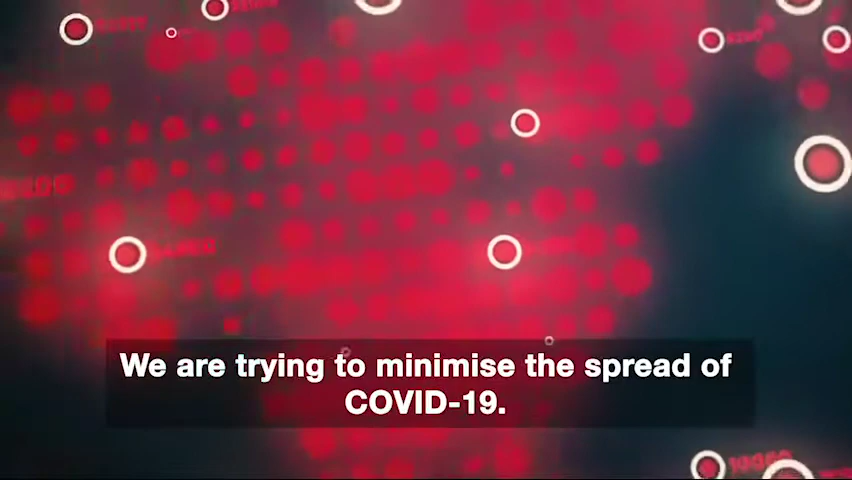 We are trying to minimise the spread of
COVID-19.